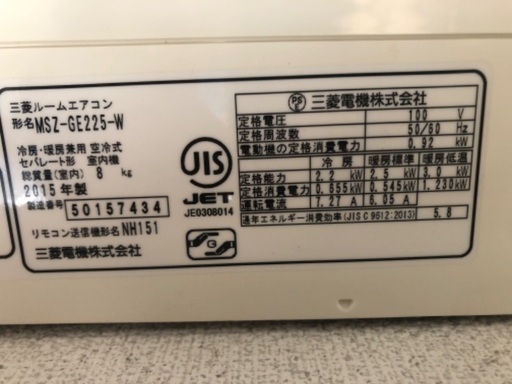 三菱ルームエアコン
形名 MSZ-GE225-W
冷房・暖房兼用 空冷式
セパレート形 室内機
総質量(室内) 8 kg
2015年製
製造番号 50157434
リモコン送信機形名 NH151
三菱電機株式会社
JIS
JET
JE0308014
G
PSE 三菱電機株式会社
定格電圧 100 V
定格周波数 50/60 Hz
電動機の定格消費電力 0.92 kW
冷房 暖房標準 暖房低温
定格能力 2.2 kW 2.5 kW 3.0 kW
定格消費電力 0.655 kW 0.545 kW 1.230 kW
運転電流 7.27 A 6.05 A
通年エネルギー消費効率(JIS C 9612:2013) 5.8